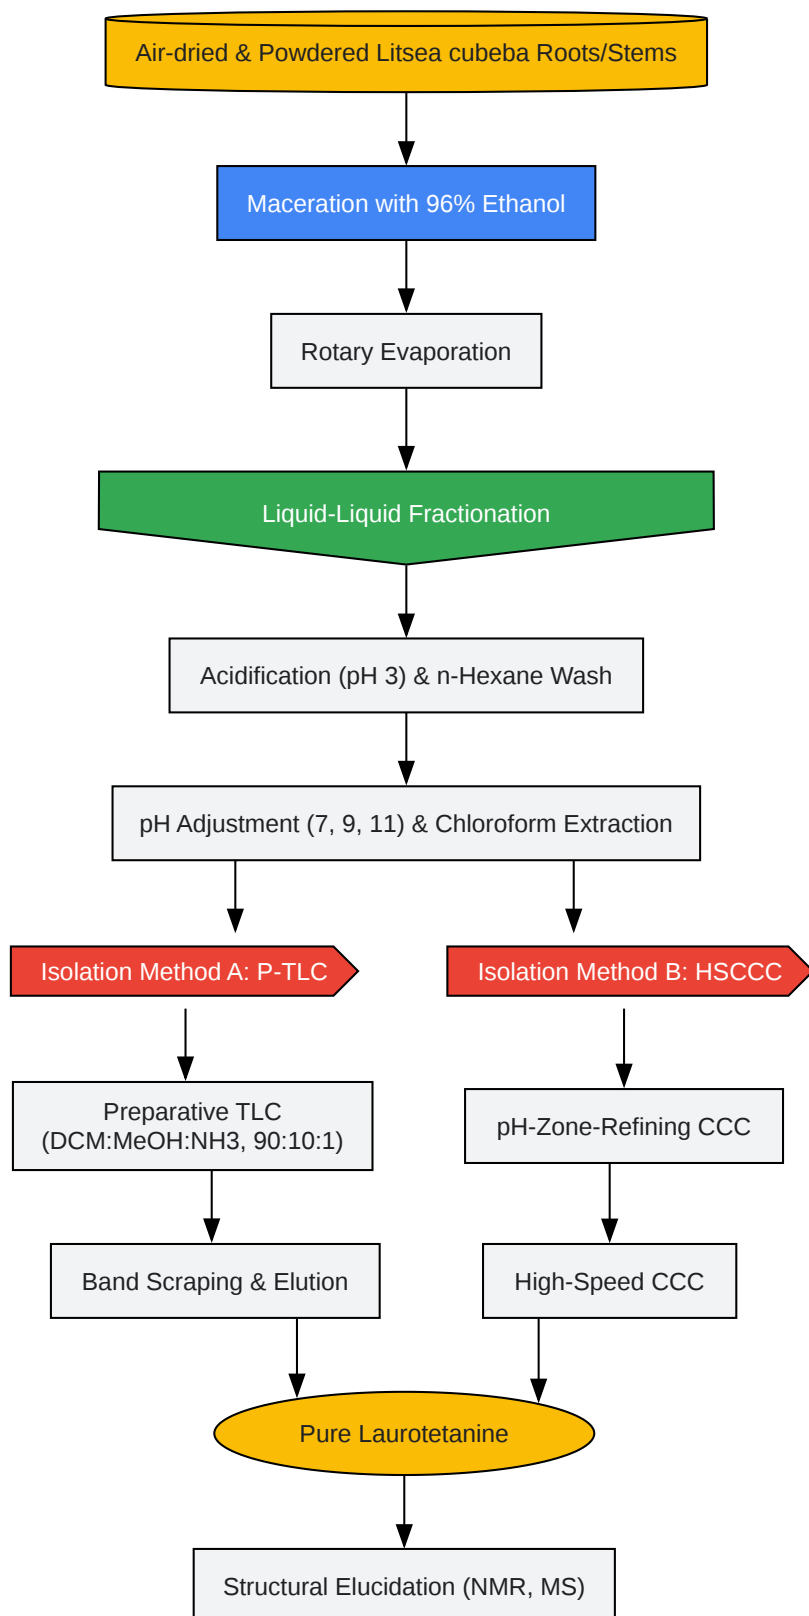 Air-dried & Powdered Litsea cubeba Roots/Stems
Maceration with 96% Ethanol
Rotary Evaporation
Liquid-Liquid Fractionation
Acidification (pH 3) & n-Hexane Wash
pH Adjustment (7, 9, 11) & Chloroform Extraction
Isolation Method A: P-TLC
Isolation Method B: HSCCC
Preparative TLC
(DCM:MeOH:NH3, 90:10:1)
pH-Zone-Refining CCC
Band Scraping & Elution
High-Speed CCC
Pure Laurotetanine
Structural Elucidation (NMR, MS)